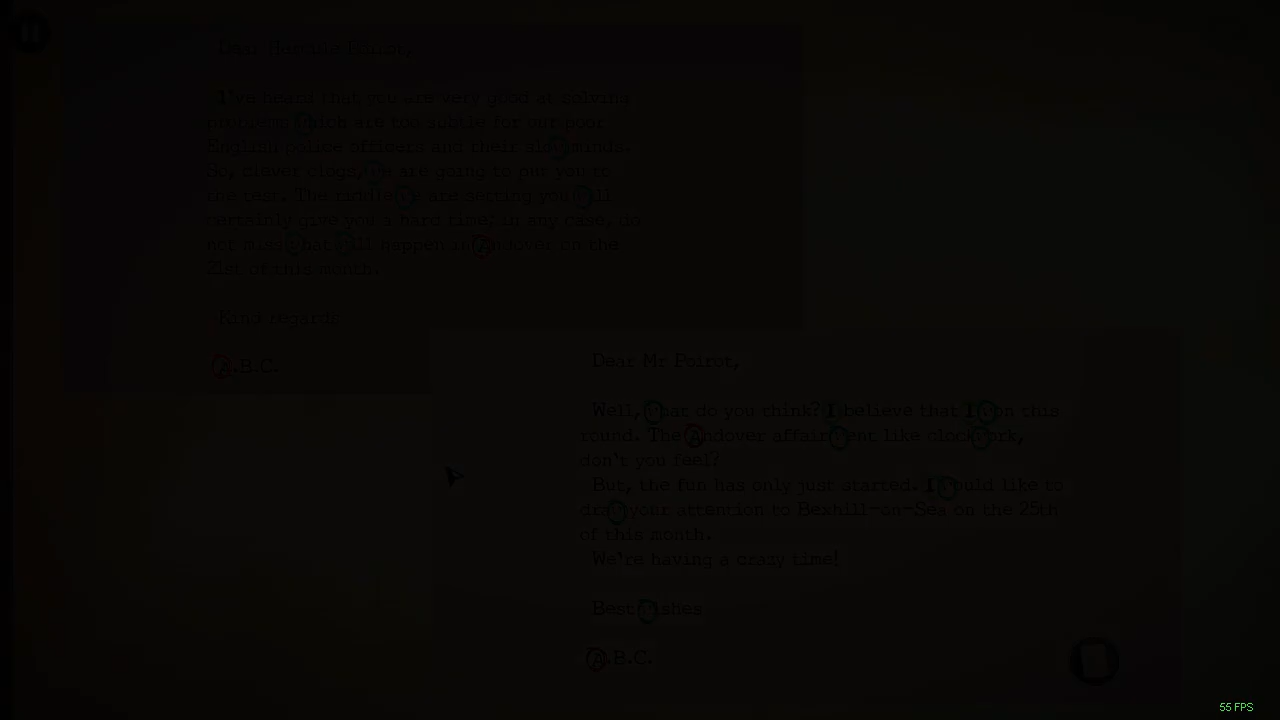 Dear Hercule Poirot,
I've heard that you are very good at solving
problems which are too subtle for our poor
English police officers and their slow minds.
So, clever clogs, we are going to put you to
the test. The riddle we are setting you will
certainly give you a hard time; in any case, do
not miss what will happen in Andover on the
21st of this month.
Kind regards
A.B.C.
Dear Mr Poirot,
Well, what do you think? I believe that I won this
round. The Andover affair went like clockwork,
don't you feel?
But, the fun has only just started. I would like to
draw your attention to Bexhill-on-Sea on the 25th
of this month.
We're having a crazy time!
Best wishes
A.B.C.
55 FPS